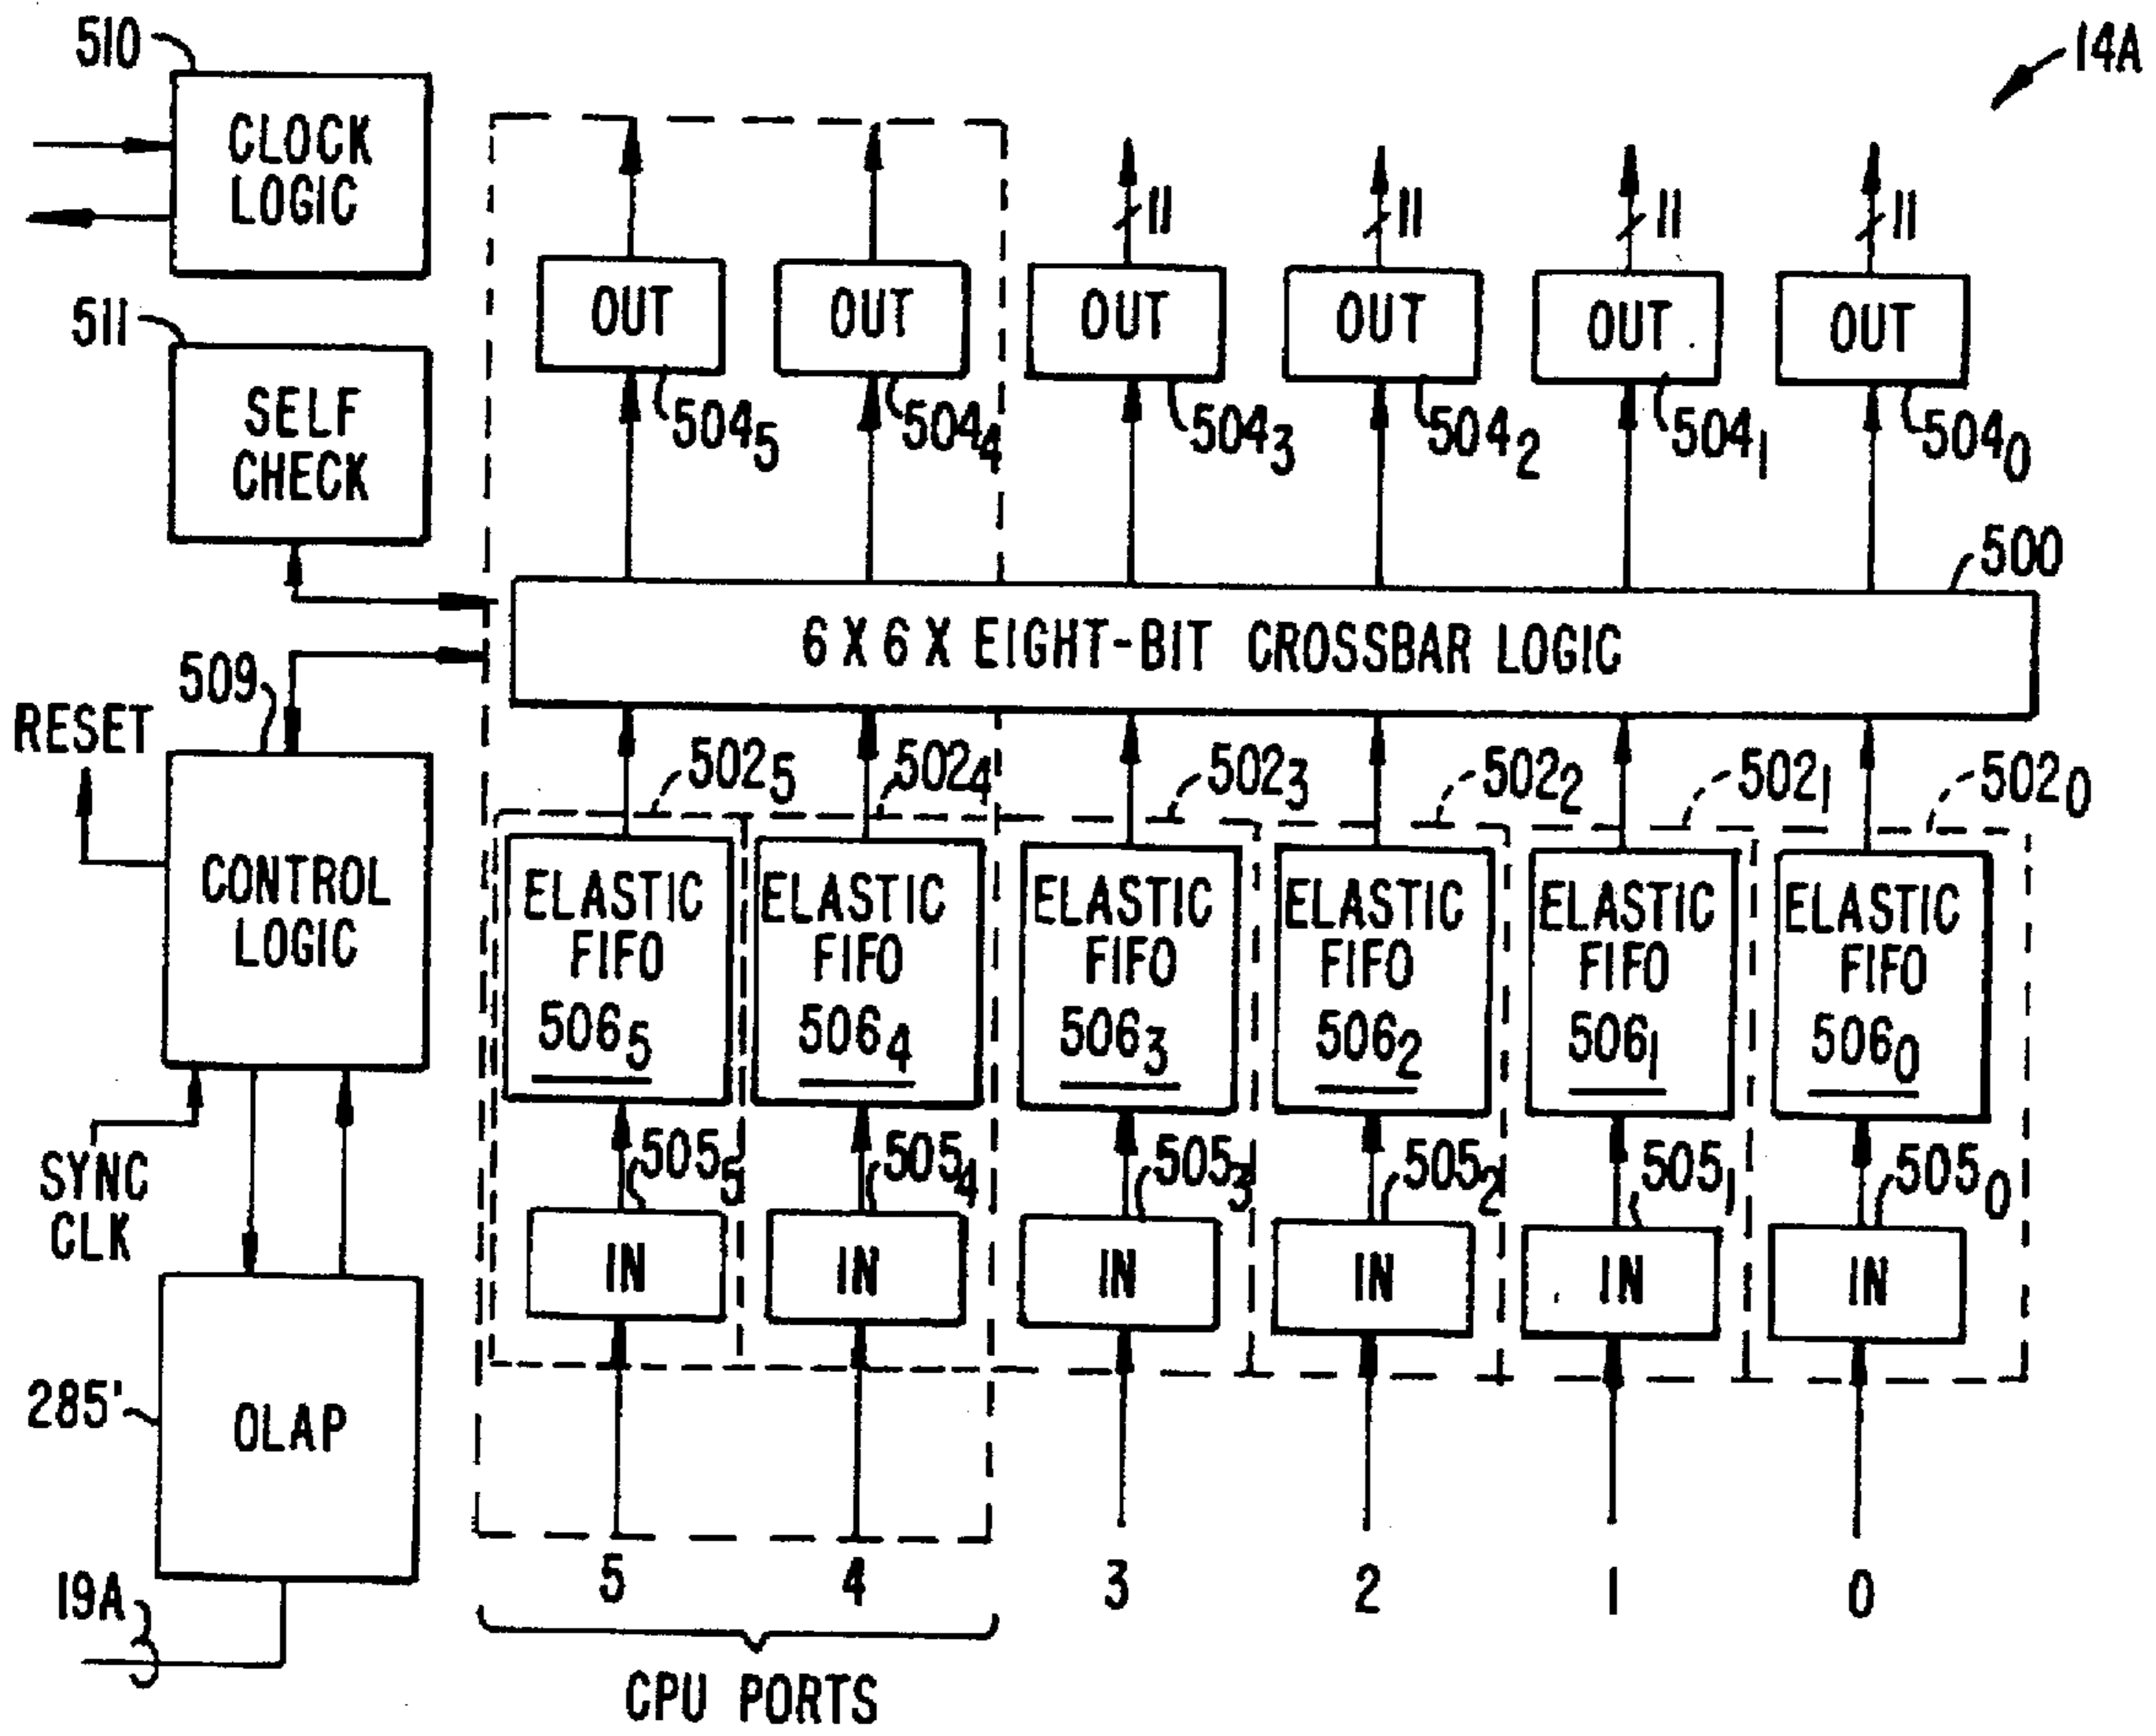 510
14A
CLOCK
LOGIC
11 11 11 11
511
OUT OUT OUT OUT OUT OUT
SELF
CHECK
504₅ 504₄ 504₃ 504₂ 504₁ 504₀
500
6 X 6 X EIGHT-BIT CROSSBAR LOGIC
509
RESET
502₅ 502₄ 502₃ 502₂ 502₁ 502₀
CONTROL
LOGIC
ELASTIC ELASTIC ELASTIC ELASTIC ELASTIC ELASTIC
FIFO FIFO FIFO FIFO FIFO FIFO
506₅ 506₄ 506₃ 506₂ 506₁ 506₀
505₅ 505₄ 505₃ 505₂ 505₁ 505₀
SYNC
CLK
IN IN IN IN IN IN
285'
OLAP
5 4 3 2 1 0
19A
CPU PORTS